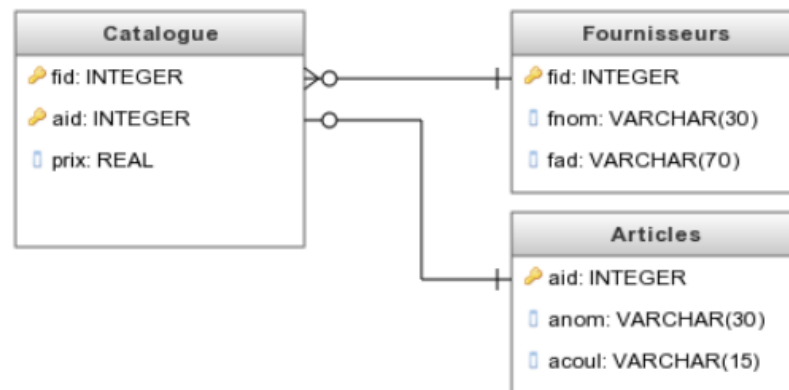 Catalogue
fid: INTEGER
aid: INTEGER
prix: REAL
Fournisseurs
fid: INTEGER
fnom: VARCHAR(30)
fad: VARCHAR(70)
Articles
aid: INTEGER
anom: VARCHAR(30)
acoul: VARCHAR(15)